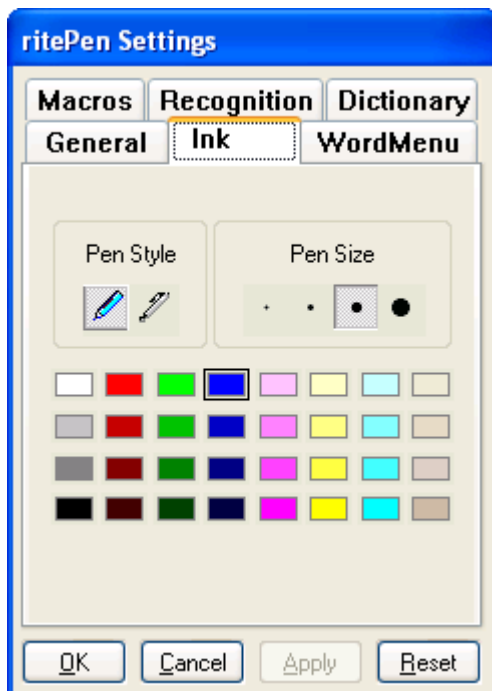 ritePen Settings
Macros Recognition Dictionary
General Ink WordMenu
Pen Style Pen Size
OK Cancel Apply Reset